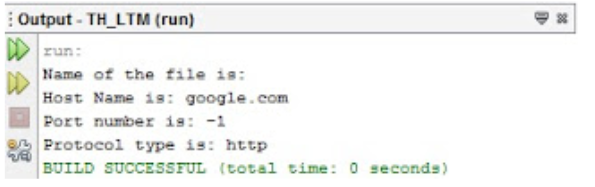 Output - TH_LTM (run)
run:
Name of the file is:
Host Name is: google.com
Port number is: -1
Protocol type is: http
BUILD SUCCESSFUL (total time: 0 seconds)